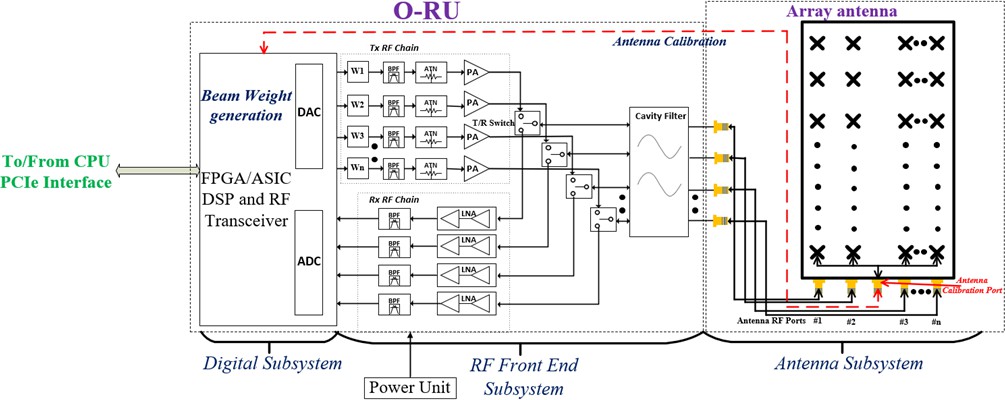 O-RU
Array antenna
Antenna Calibration
Tx RF Chain
Beam Weight
generation
DAC
W1
BPF
ATN
PA
W2
BPF
ATN
PA
T/R Switch
W3
BPF
ATN
PA
Wn
BPF
ATN
PA
Cavity Filter
To/From CPU
PCIe Interface
FPGA/ASIC
DSP and RF
Transceiver
Rx RF Chain
ADC
BPF
LNA
BPF
LNA
BPF
LNA
BPF
LNA
Antenna
Calibration Port
Antenna RF Ports
#1
#2
#3
#n
Digital Subsystem
RF Front End
Subsystem
Antenna Subsystem
Power Unit